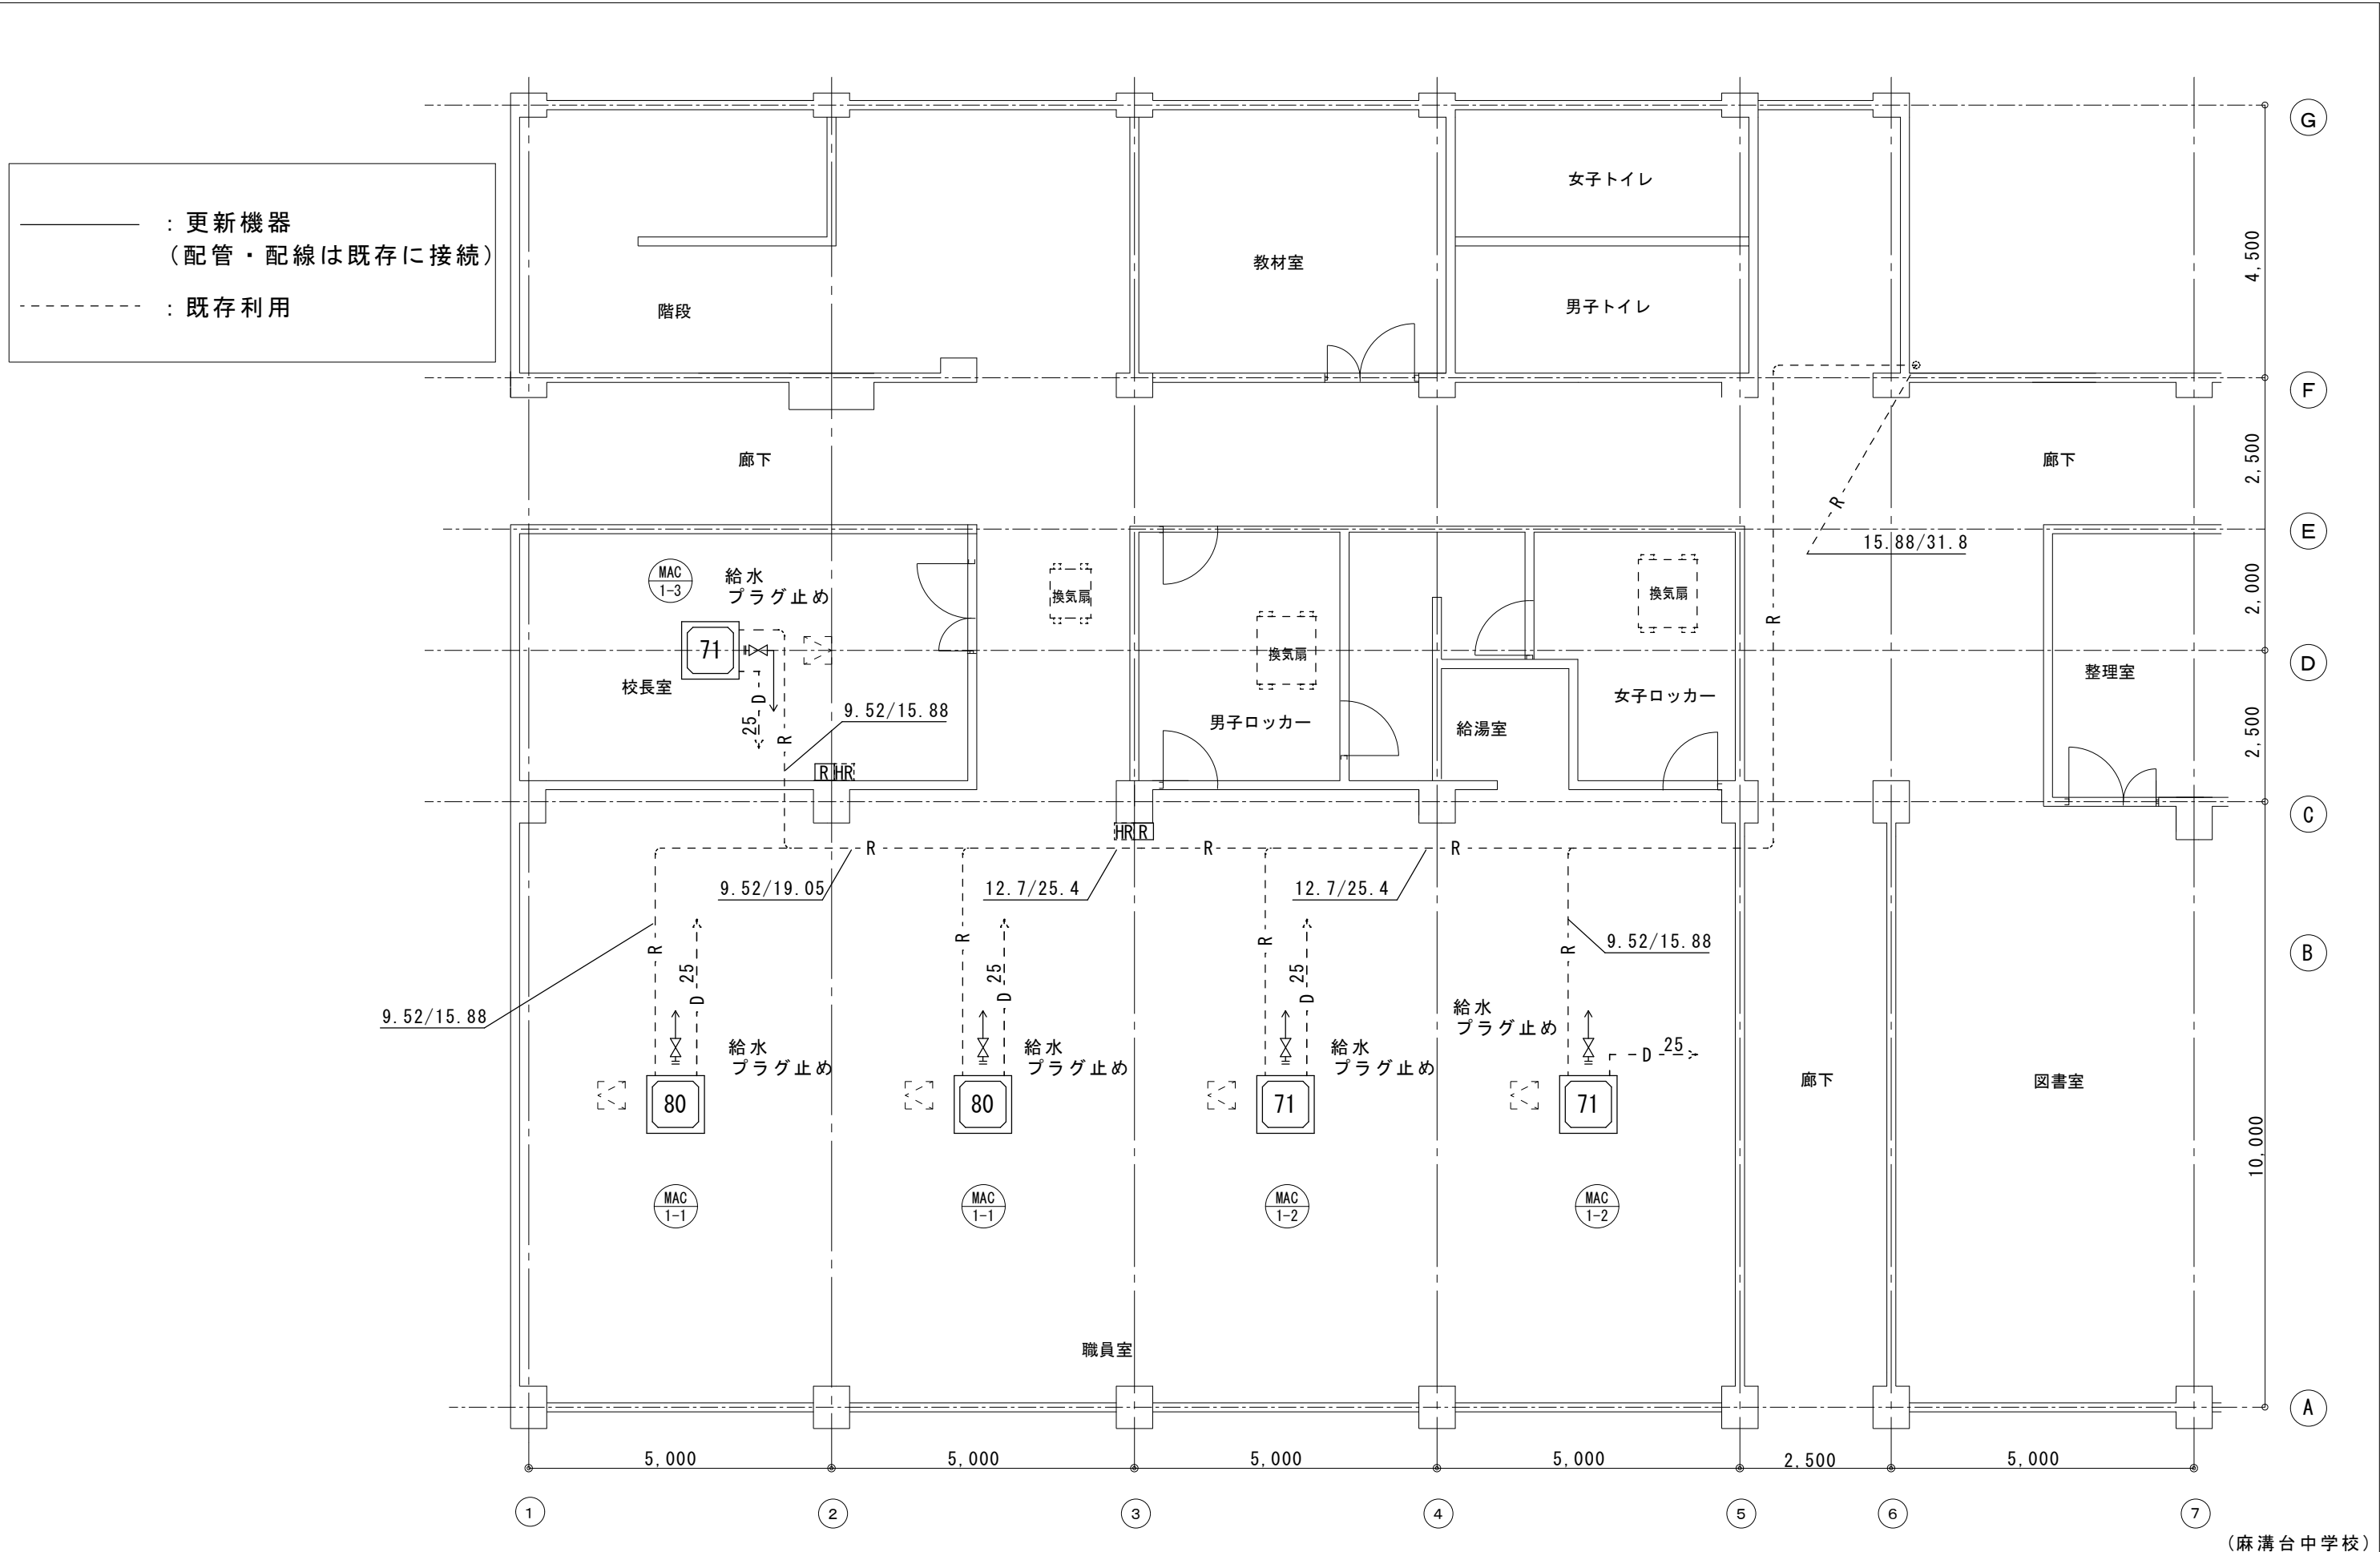 G
女子トイレ
：更新機器
（配管・配線は既存に接続）
4,500
教材室
：既存利用
階段
男子トイレ
F
廊下
廊下
2,500
R
E
15.88/31.8
MAC
1-3
給水
プラグ止め
換気扇
換気扇
2,000
R
71
換気扇
D
校長室
整理室
D
25
R
9.52/15.88
男子ロッカー
女子ロッカー
給湯室
2,500
R HR
C
HR R
R
R
R
9.52/19.05
12.7/25.4
12.7/25.4
R
25
D
R
25
D
R
25
D
R
9.52/15.88
B
9.52/15.88
給水
プラグ止め
給水
プラグ止め
給水
プラグ止め
給水
プラグ止め
D 25
廊下
図書室
80
80
71
71
10,000
MAC
1-1
MAC
1-1
MAC
1-2
MAC
1-2
職員室
A
5,000
5,000
5,000
5,000
2,500
5,000
1
2
3
4
5
6
7
（麻溝台中学校）